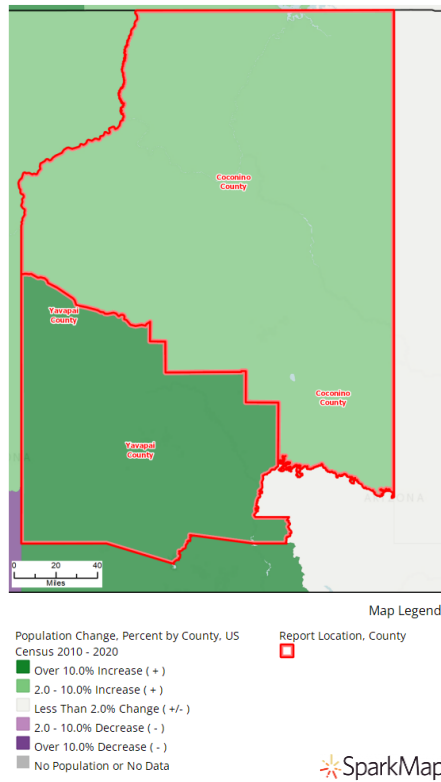 Coconino
County
Yavapai
County
Coconino
County
Yavapai
County
ARIZONA
0 20 40
Miles
Map Legend
Population Change, Percent by County, US
Census 2010 - 2020
Over 10.0% Increase ( + )
2.0 - 10.0% Increase ( + )
Less Than 2.0% Change ( +/- )
2.0 - 10.0% Decrease ( - )
Over 10.0% Decrease ( - )
No Population or No Data
Report Location, County
SparkMap